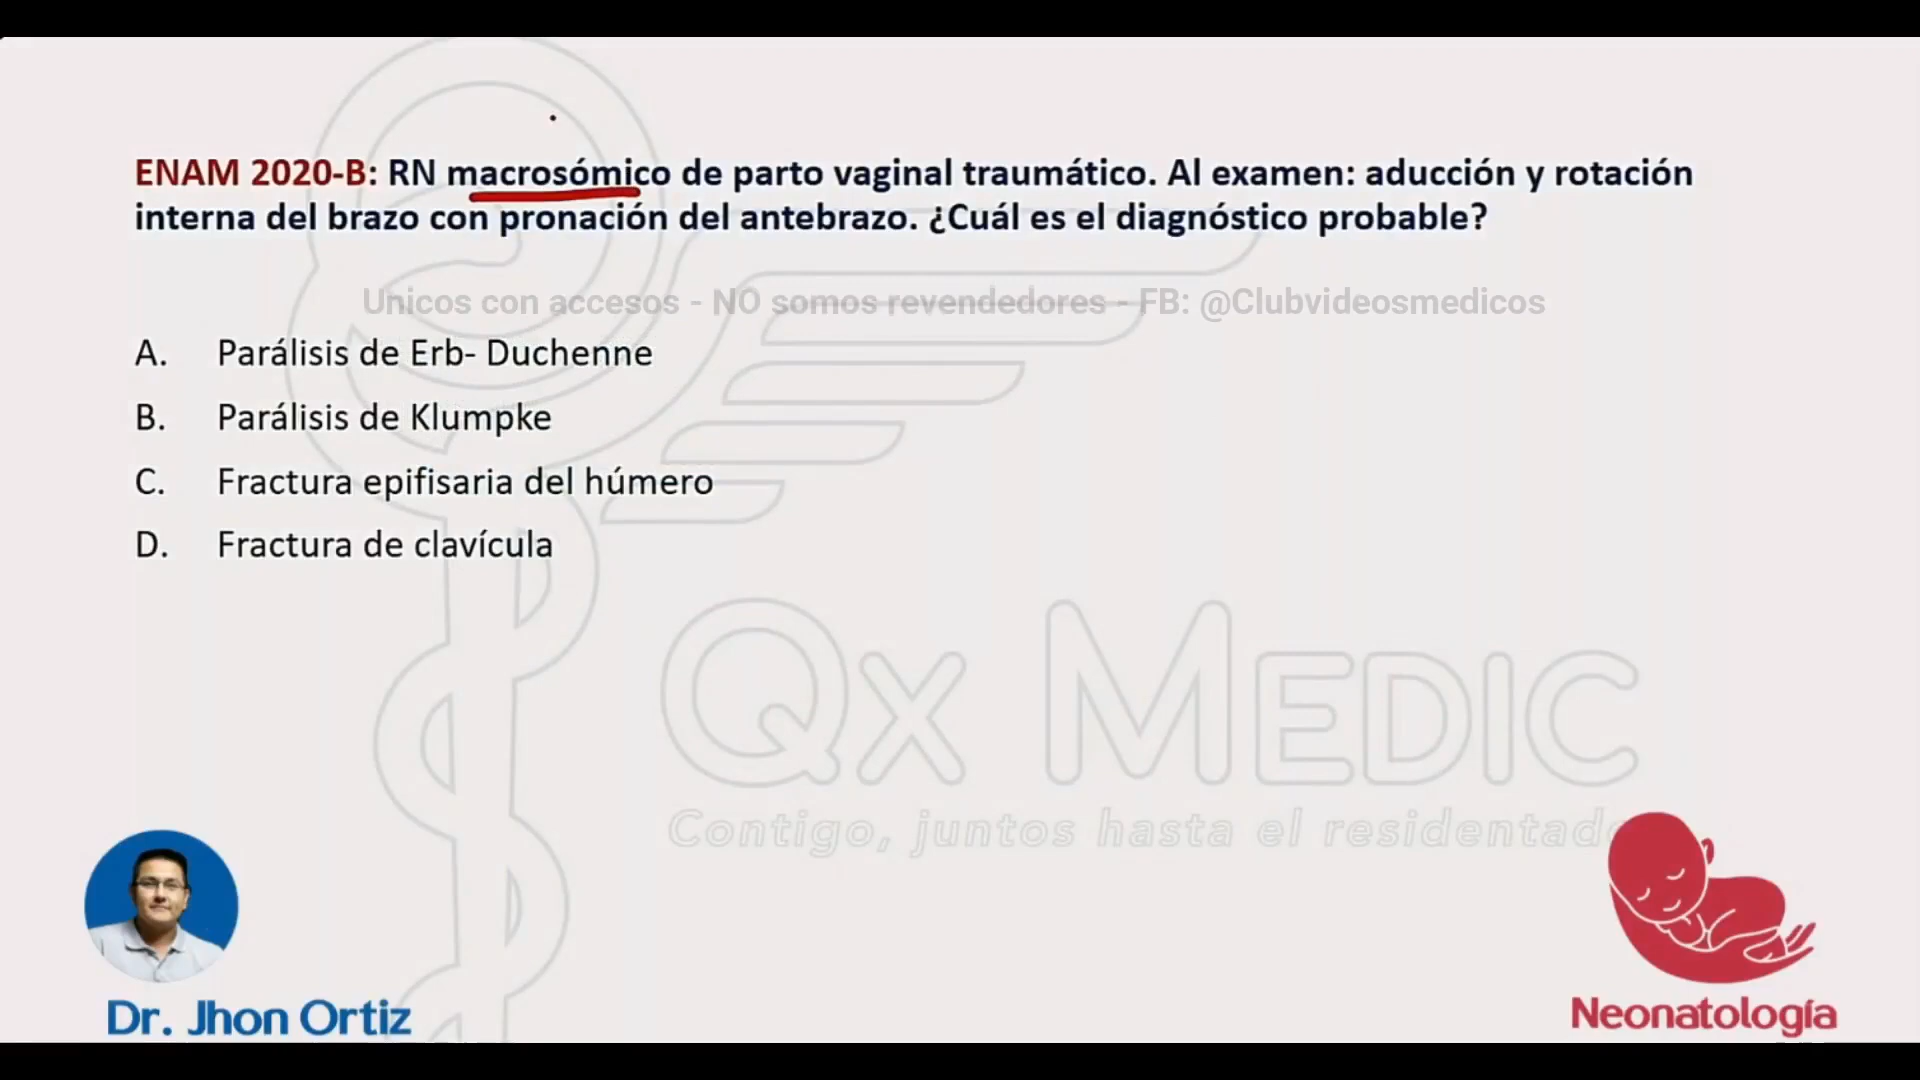 ENAM 2020-B: RN macrosómico de parto vaginal traumático. Al examen: aducción y rotación
interna del brazo con pronación del antebrazo. ¿Cuál es el diagnóstico probable?
Unicos con accesos - NO somos revendedores - FB: @Clubvideosmedicos
A. Parálisis de Erb- Duchenne
B. Parálisis de Klumpke
C. Fractura epifisaria del húmero
D. Fractura de clavícula
QX MEDIC
Contigo, juntos hasta el residentado
Dr. Jhon Ortiz
Neonatología